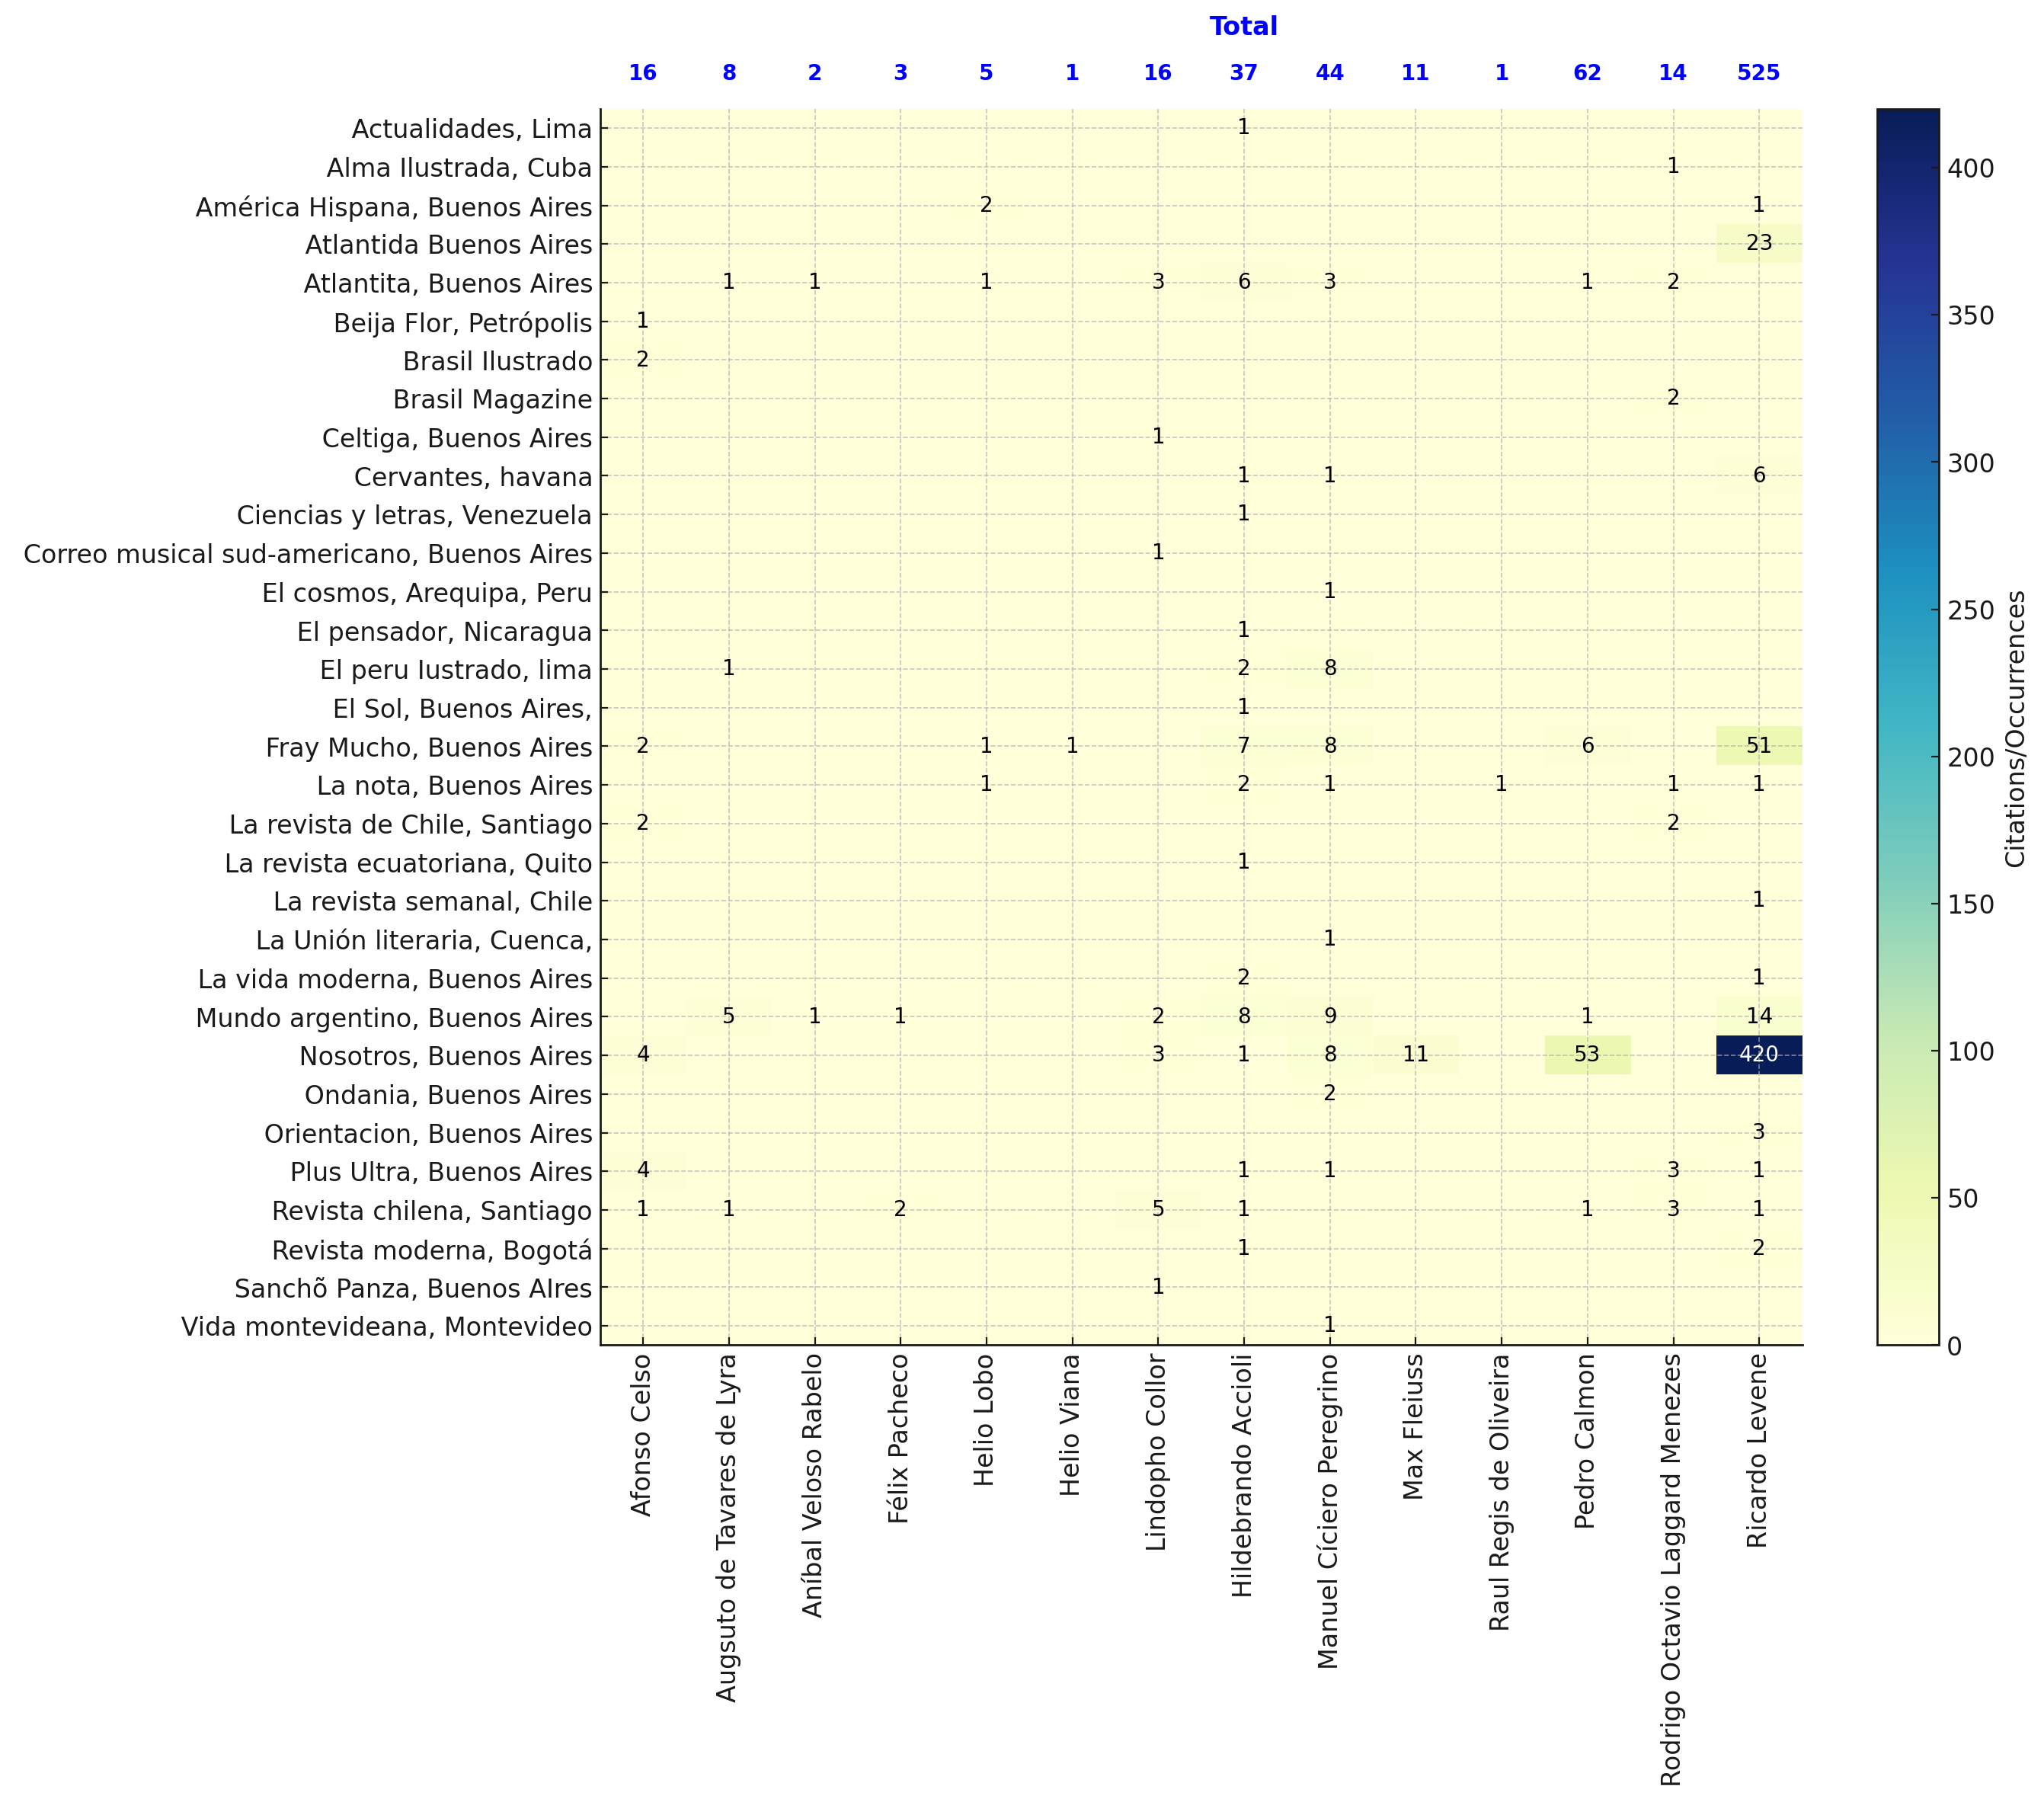 Total
16 8 2 3 5 1 16 37 44 11 1 62 14 525
Actualidades, Lima 1
Alma Ilustrada, Cuba 1
América Hispana, Buenos Aires 2 1
Atlantida Buenos Aires 23
Atlantita, Buenos Aires 1 1 1 3 6 3 1 2
Beija Flor, Petrópolis 1
Brasil Ilustrado 2
Brasil Magazine 2
Celtiga, Buenos Aires 1
Cervantes, havana 1 1 6
Ciencias y letras, Venezuela 1
Correo musical sud-americano, Buenos Aires 1
El cosmos, Arequipa, Peru 1
El pensador, Nicaragua 1
El peru Iustrado, lima 1 2 8
El Sol, Buenos Aires, 1
Fray Mucho, Buenos Aires 2 1 1 7 8 6 51
La nota, Buenos Aires 1 2 1 1 1 1
La revista de Chile, Santiago 2 2
La revista ecuatoriana, Quito 1
La revista semanal, Chile 1
La Unión literaria, Cuenca, 1
La vida moderna, Buenos Aires 2 1
Mundo argentino, Buenos Aires 5 1 1 2 8 9 1 14
Nosotros, Buenos Aires 4 3 1 8 11 53 420
Ondania, Buenos Aires 2
Orientacion, Buenos Aires 3
Plus Ultra, Buenos Aires 4 1 1 3 1
Revista chilena, Santiago 1 1 2 5 1 1 3 1
Revista moderna, Bogotá 1 2
Sanchõ Panza, Buenos AIres 1
Vida montevideana, Montevideo 1
Afonso Celso
Augsuto de Tavares de Lyra
Aníbal Veloso Rabelo
Félix Pacheco
Helio Lobo
Helio Viana
Lindopho Collor
Hildebrando Accioli
Manuel Cíciero Peregrino
Max Fleiuss
Raul Regis de Oliveira
Pedro Calmon
Rodrigo Octavio Laggard Menezes
Ricardo Levene
400
350
300
250
200
150
100
50
0
Citations/Occurrences